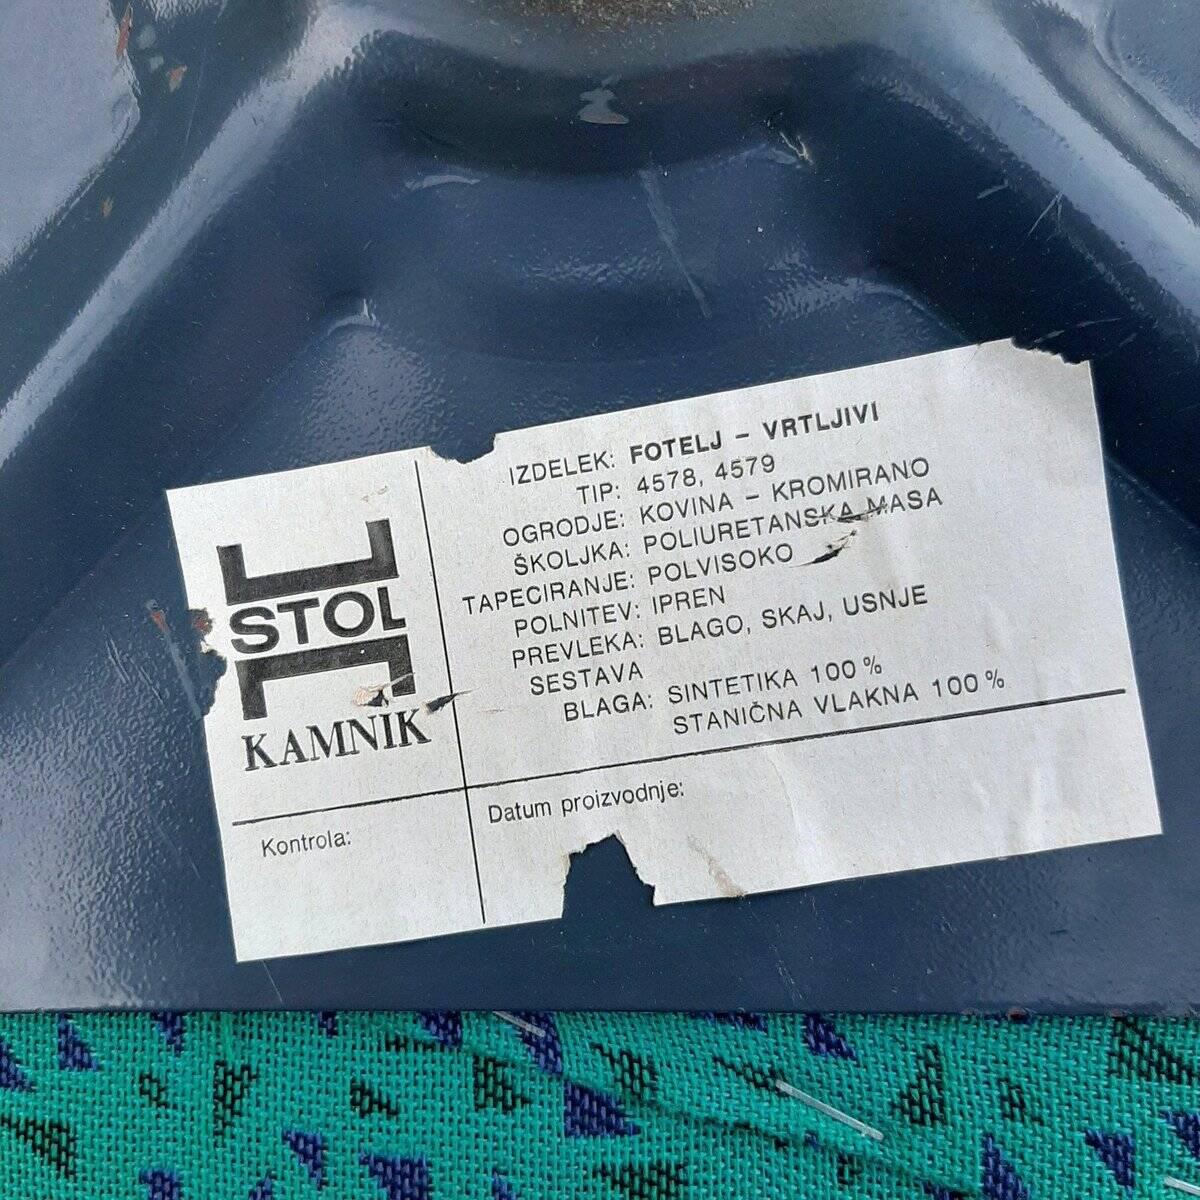 STOL
KAMNIK
IZDELEK: FOTELJ - VRTLJIVI
TIP: 4578, 4579
OGRODJE: KOVINA - KROMIRANO
ŠKOLJKA: POLIURETANSKA MASA
TAPECIRANJE: POLVISOKO
POLNITEV: IPREN
PREVLEKA: BLAGO, SKAJ, USNJE
SESTAVA
BLAGA: SINTETIKA 100 %
STANIČNA VLAKNA 100 %
Kontrola:
Datum proizvodnje: